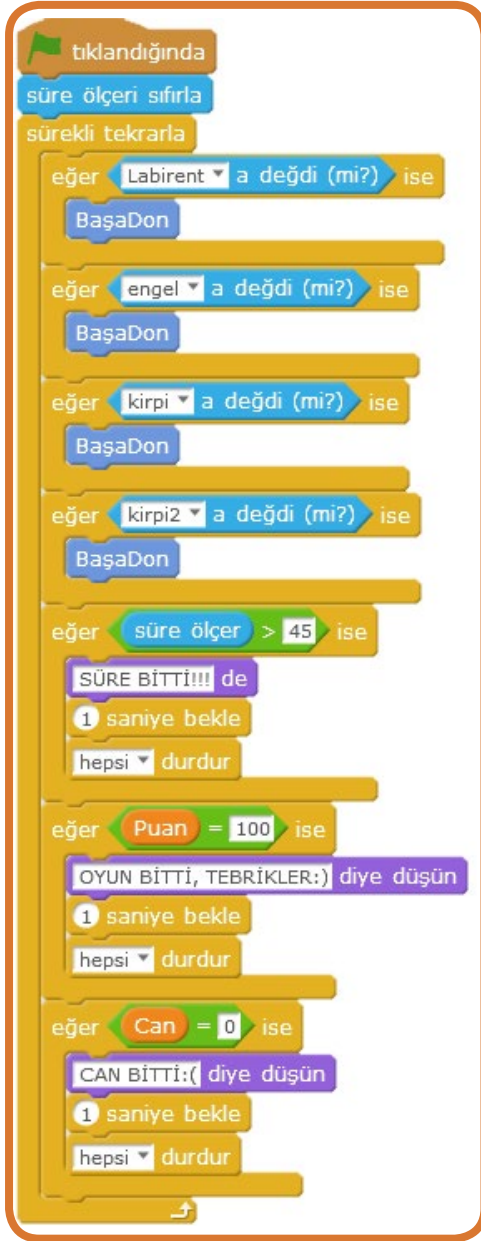 tıklandığında
süre ölçeri sıfırla
sürekli tekrarla
eğer Labirent a değdi (mi?) ise
BaşaDon
eğer engel a değdi (mi?) ise
BaşaDon
eğer kirpi a değdi (mi?) ise
BaşaDon
eğer kirpi2 a değdi (mi?) ise
BaşaDon
eğer süre ölçer > 45 ise
SÜRE BİTTİ!!! de
1 saniye bekle
hepsi durdur
eğer Puan = 100 ise
OYUN BİTTİ, TEBRİKLER:) diye düşün
1 saniye bekle
hepsi durdur
eğer Can = 0 ise
CAN BİTTİ:( diye düşün
1 saniye bekle
hepsi durdur